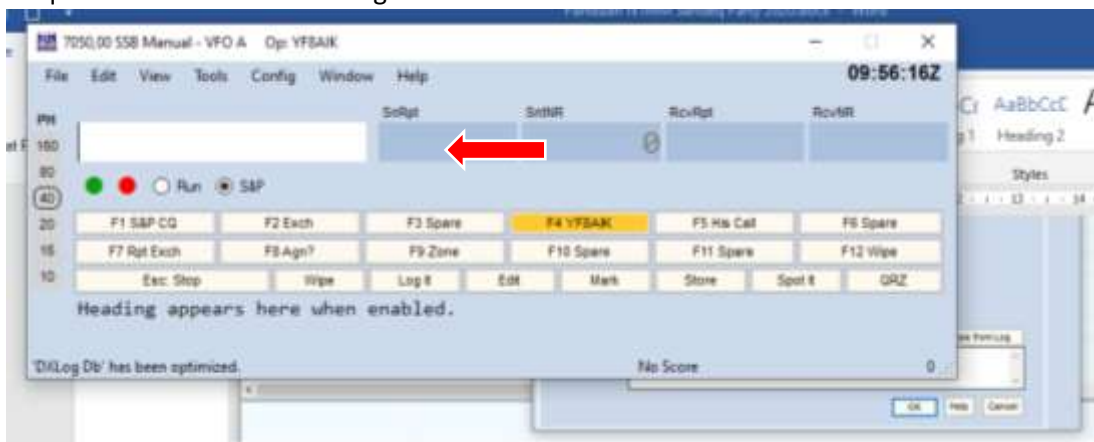 7050,00 SSB Manual - VFO A Op: YF8AIK
File Edit View Tools Config Window Help
09:56:16Z
PH
SntNR RcvRpt RcvNR
160
0
80
Run S&P
40
20 F1 S&P CQ F2 Exch F3 Spare F4 YF8AIK F5 His Call F6 Spare
15 F7 Rpt Exch F8 Agn? F9 Zone F10 Spare F11 Spare F12 Wipe
10 Esc: Stop Wipe Log It Edit Mark Store Spot It QRZ
Heading appears here when enabled.
has been optimized. No Score 0
AaBbCcC
Heading 2
Styles
OK Help Cancel